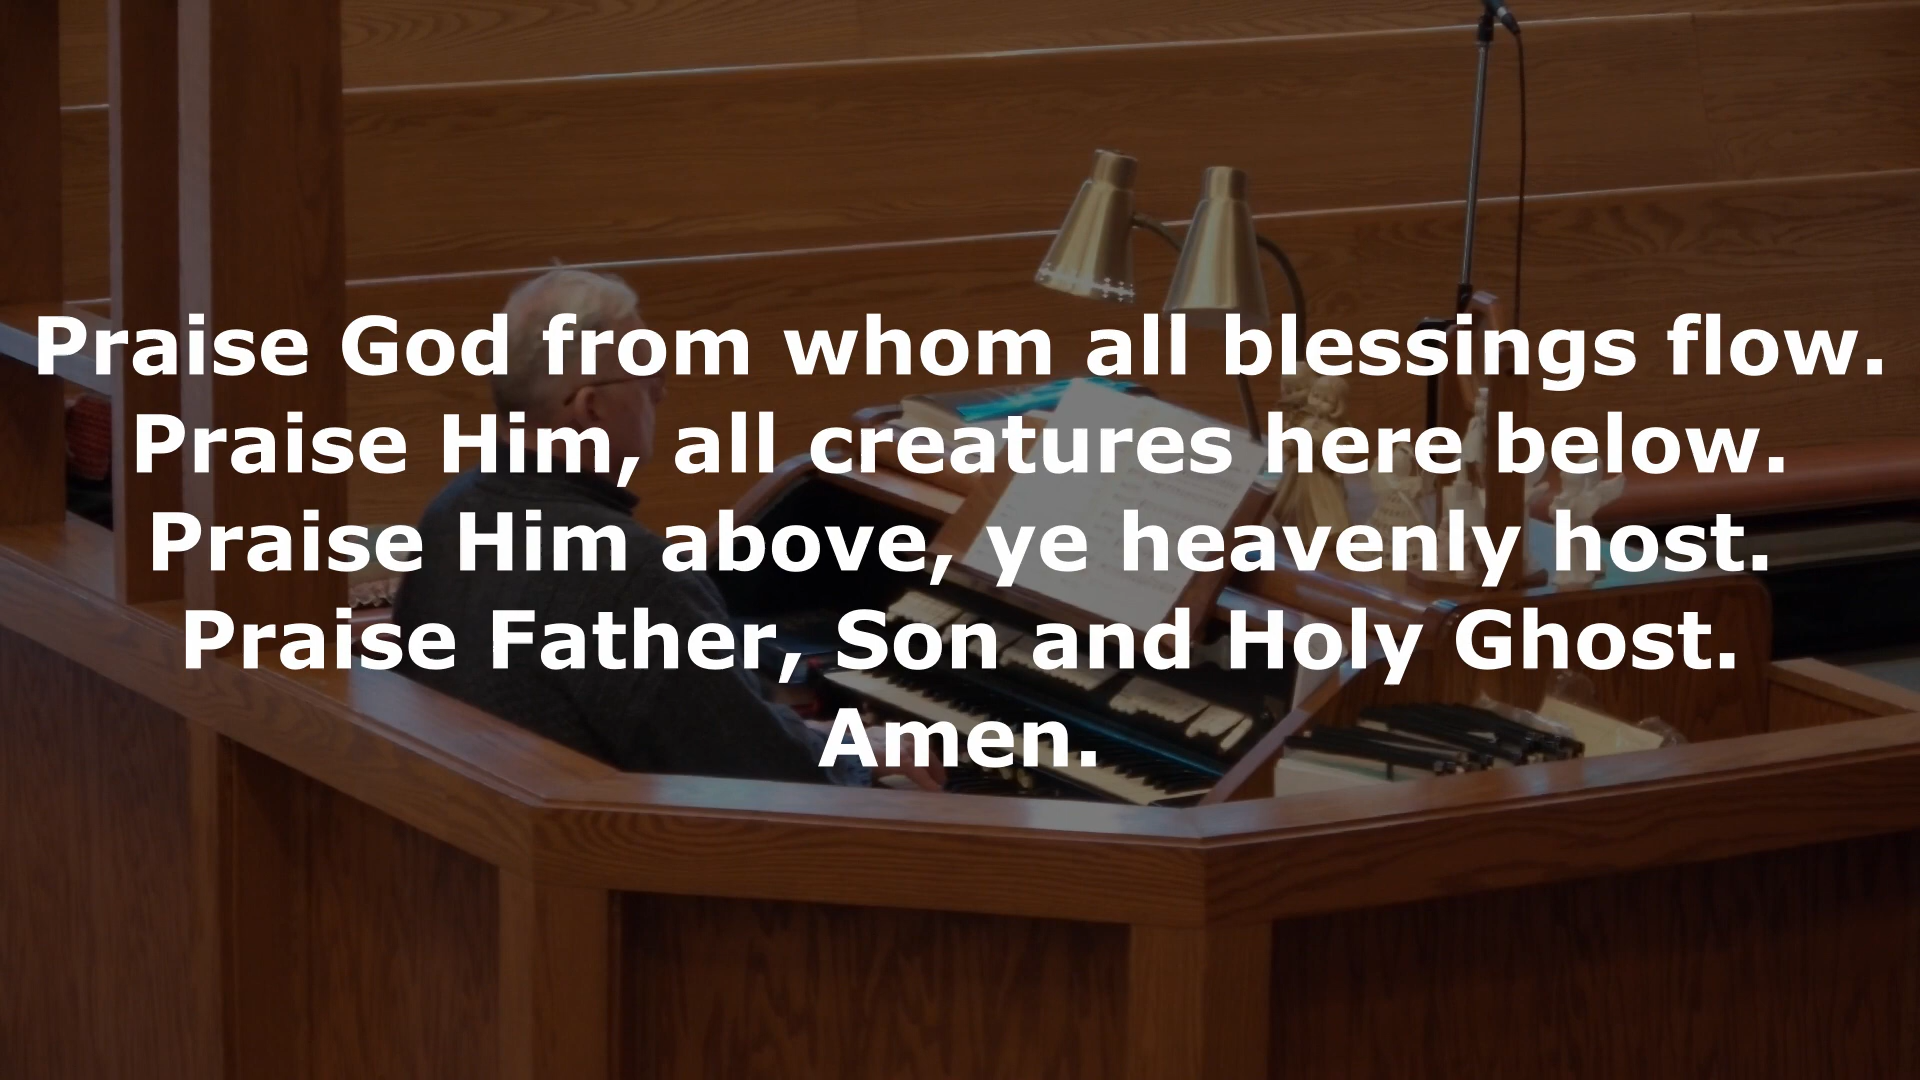 Praise God from whom all blessings flow.
Praise Him, all creatures here below.
Praise Him above, ye heavenly host.
Praise Father, Son and Holy Ghost.
Amen.